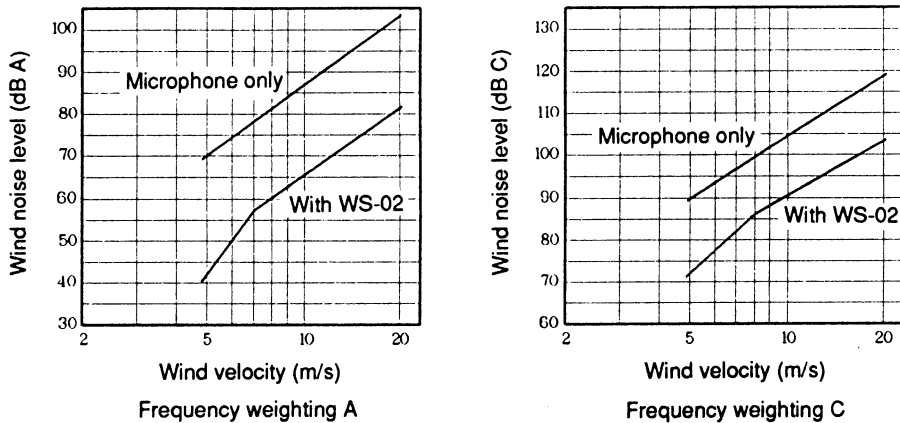 Wind noise level (dB A)
100
90
80
70
60
50
40
30
Microphone only
With WS-02
2
5
10
20
Wind velocity (m/s)
Frequency weighting A
Wind noise level (dB C)
130
120
110
100
90
80
70
60
Microphone only
With WS-02
2
5
10
20
Wind velocity (m/s)
Frequency weighting C